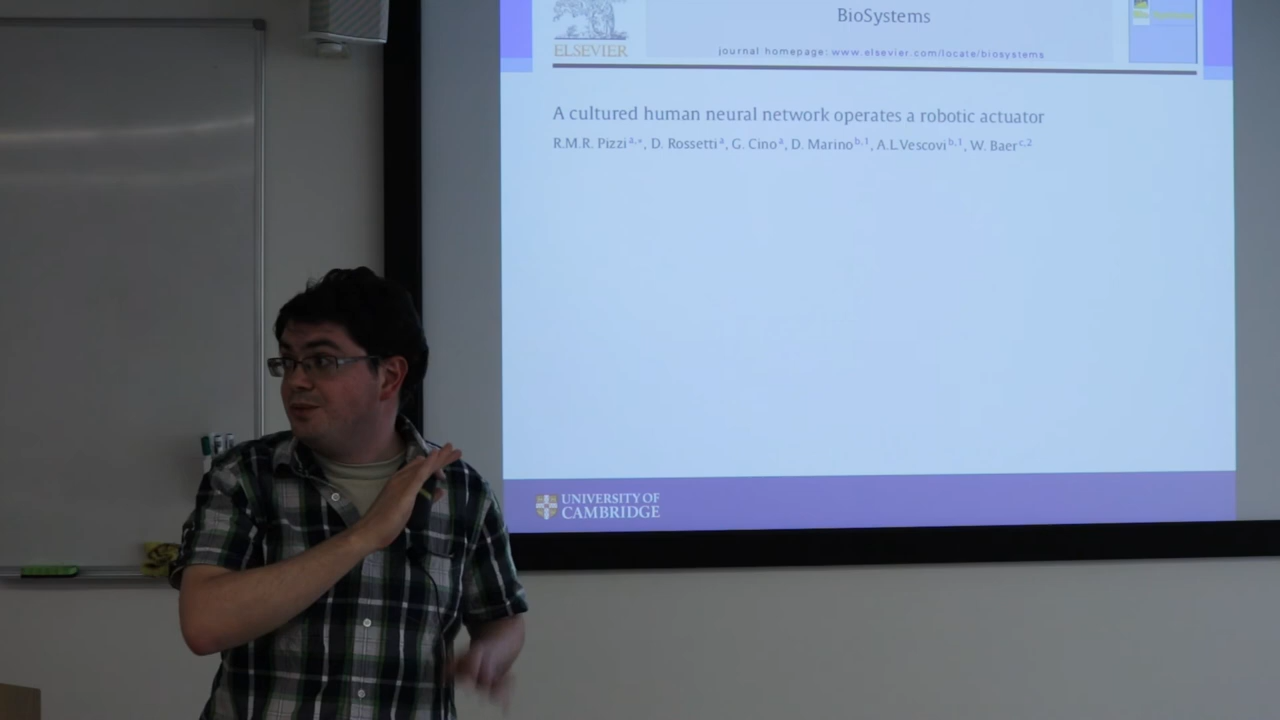 ELSEVIER
BioSystems
journal homepage: www.elsevier.com/locate/biosystems
A cultured human neural network operates a robotic actuator
R.M.R. Pizzi a,*, D. Rossetti a, G. Cino a, D. Marino b,1, A.L.Vescovi b,1, W. Baer c,2
UNIVERSITY OF
CAMBRIDGE